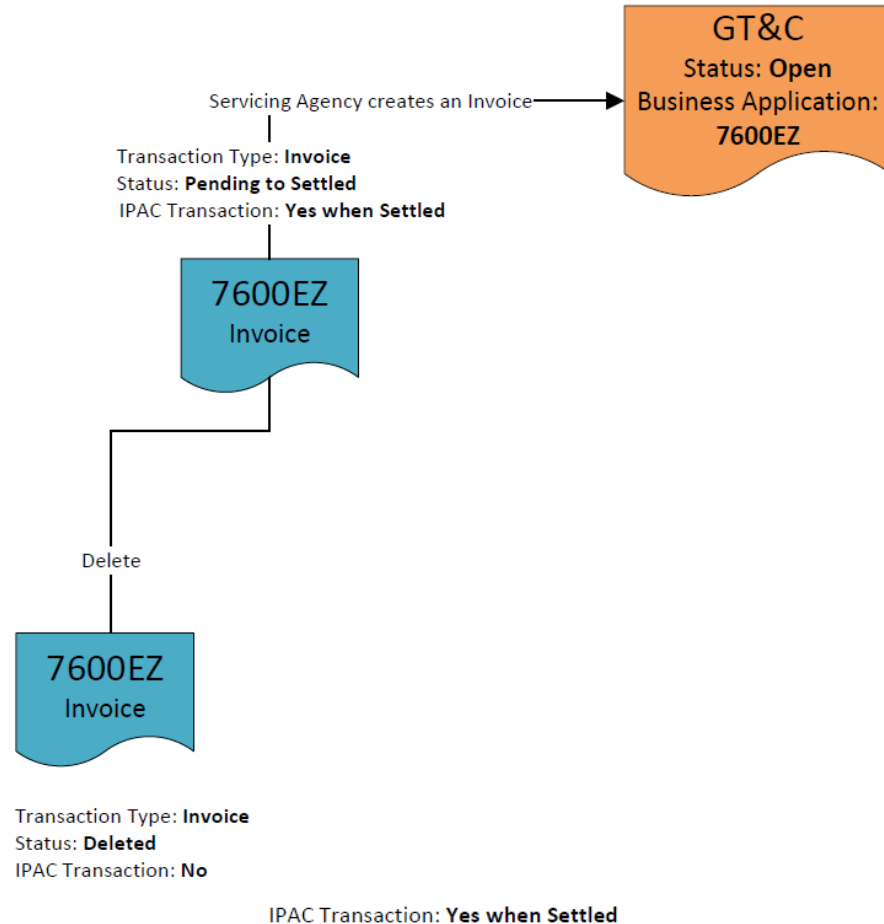 GT&C
Status: Open
Business Application:
7600EZ
Servicing Agency creates an Invoice
Transaction Type: Invoice
Status: Pending to Settled
IPAC Transaction: Yes when Settled
7600EZ
Invoice
Delete
7600EZ
Invoice
Transaction Type: Invoice
Status: Deleted
IPAC Transaction: No
IPAC Transaction: Yes when Settled